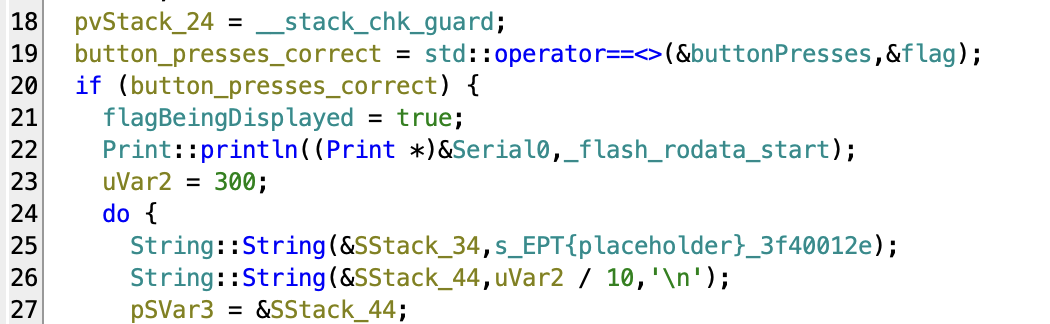 18 pvStack_24 = __stack_chk_guard;
19 button_presses_correct = std::operator==<>(&buttonPresses,&flag);
20 if (button_presses_correct) {
21 flagBeingDisplayed = true;
22 Print::println((Print *)&Serial0,_flash_rodata_start);
23 uVar2 = 300;
24 do {
25 String::String(&SStack_34,s_EPT{placeholder}_3f40012e);
26 String::String(&SStack_44,uVar2 / 10,'\n');
27 pSVar3 = &SStack_44;